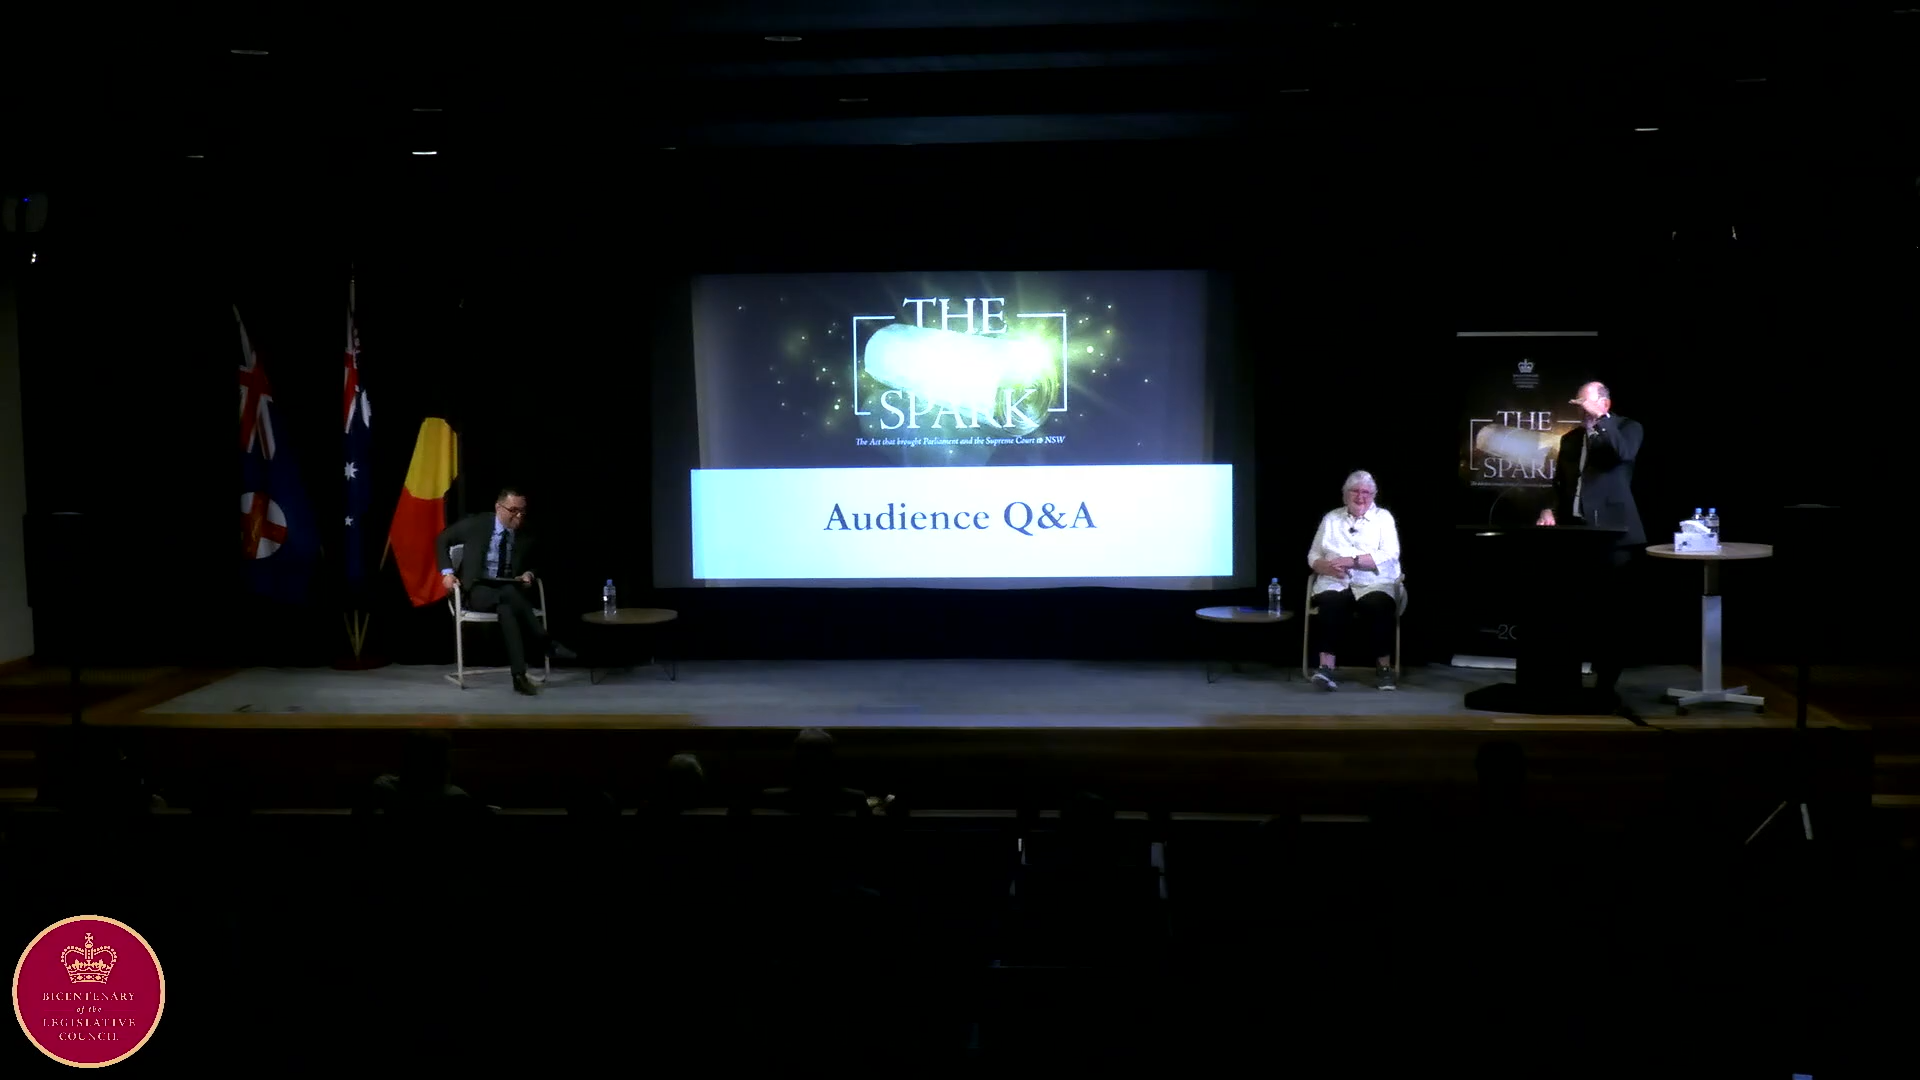 THE
SPARK
The Act that brought Parliament and the Supreme Court to NSW
Audience Q&A
THE
SPARK
BICENTENARY
of the
LEGISLATIVE
COUNCIL